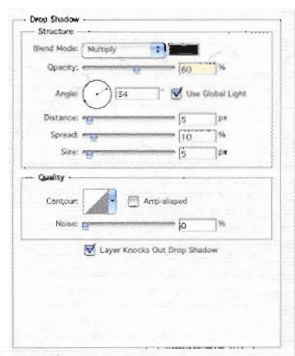 Drop Shadow
Structure
Blend Mode: Multiply
Opacity: 60 %
Angle: 34 ° Use Global Light
Distance: 5 px
Spread: 10 %
Size: 5 px
Quality
Contour: Anti-aliased
Noise: 0 %
Layer Knocks Out Drop Shadow